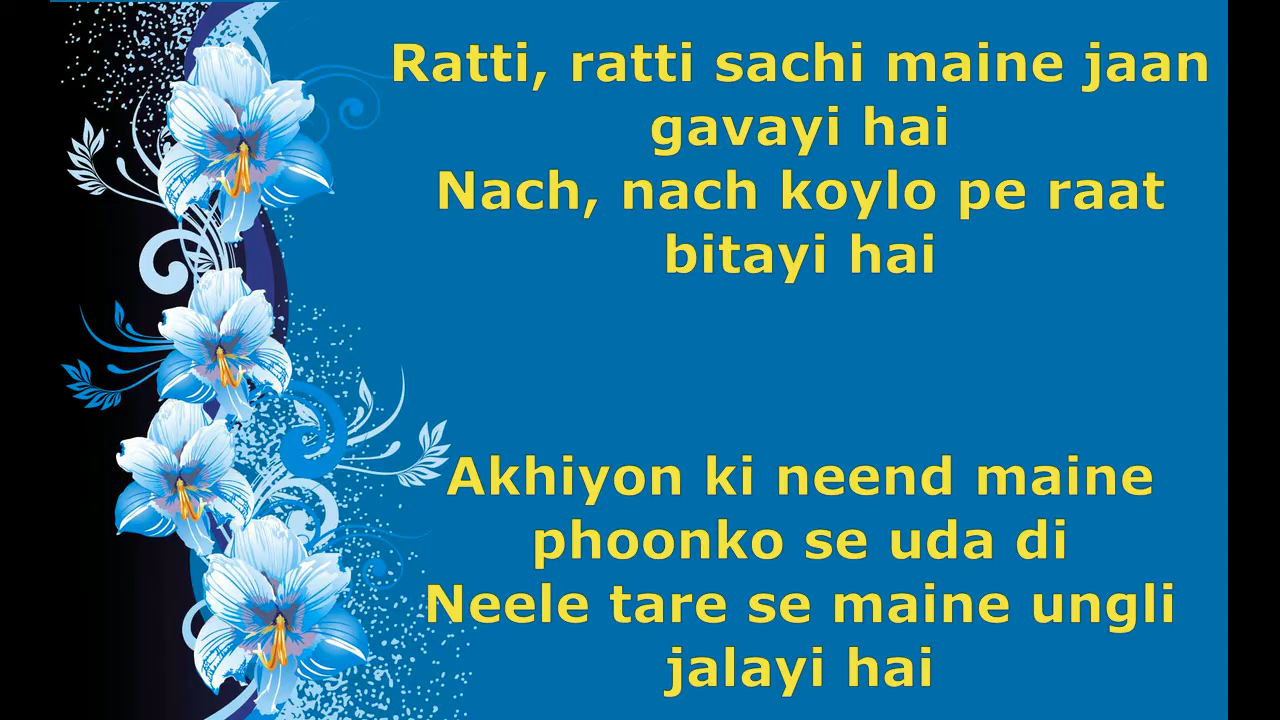 Ratti, ratti sachi maine jaan
gavayi hai
Nach, nach koylo pe raat
bitayi hai
Akhiyon ki neend maine
phoonko se uda di
Neele tare se maine ungli
jalayi hai